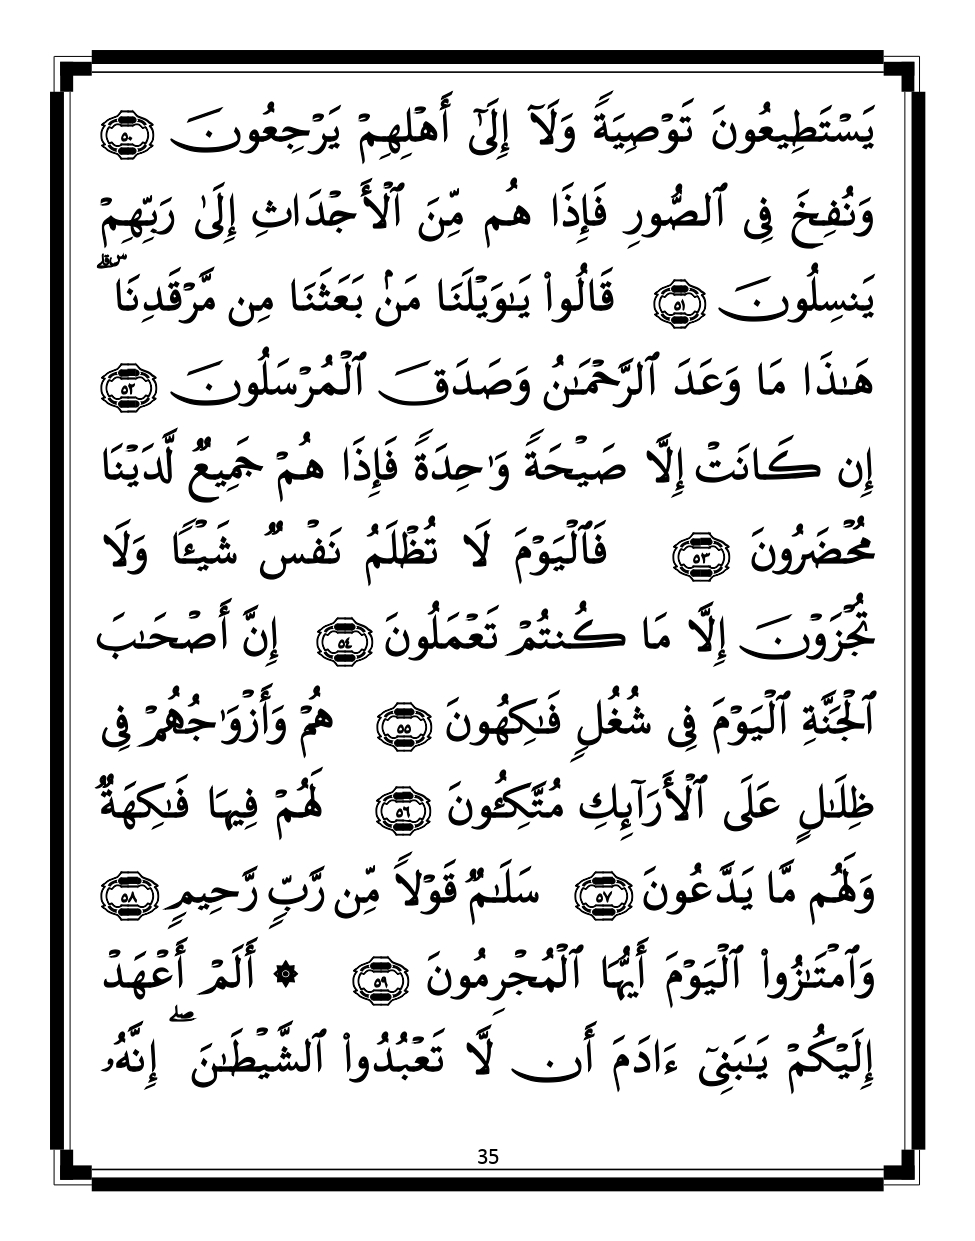 يَسْتَطِيعُونَ تَوْصِيَةً وَلَآ إِلَىٰٓ أَهْلِهِمْ يَرْجِعُونَ ٥٠
وَنُفِخَ فِى ٱلصُّورِ فَإِذَا هُم مِّنَ ٱلْأَجْدَاثِ إِلَىٰ رَبِّهِمْ
يَنسِلُونَ ٥١ قَالُوا۟ يَـٰوَيْلَنَا مَنۢ بَعَثَنَا مِن مَّرْقَدِنَا ۜ ۗ
هَـٰذَا مَا وَعَدَ ٱلرَّحْمَـٰنُ وَصَدَقَ ٱلْمُرْسَلُونَ ٥٢
إِن كَانَتْ إِلَّا صَيْحَةً وَٰحِدَةً فَإِذَا هُمْ جَمِيعٌ لَّدَيْنَا
مُحْضَرُونَ ٥٣ فَٱلْيَوْمَ لَا تُظْلَمُ نَفْسٌ شَيْـًٔا وَلَا
تُجْزَوْنَ إِلَّا مَا كُنتُمْ تَعْمَلُونَ ٥٤ إِنَّ أَصْحَـٰبَ
ٱلْجَنَّةِ ٱلْيَوْمَ فِى شُغُلٍ فَـٰكِهُونَ ٥٥ هُمْ وَأَزْوَٰجُهُمْ فِى
ظِلَـٰلٍ عَلَى ٱلْأَرَآئِكِ مُتَّكِـُٔونَ ٥٦ لَهُمْ فِيهَا فَـٰكِهَةٌ
وَلَهُم مَّا يَدَّعُونَ ٥٧ سَلَـٰمٌ قَوْلًا مِّن رَّبٍّ رَّحِيمٍ ٥٨
وَٱمْتَـٰزُوا۟ ٱلْيَوْمَ أَيُّهَا ٱلْمُجْرِمُونَ ٥٩ ۞ أَلَمْ أَعْهَدْ
إِلَيْكُمْ يَـٰبَنِىٓ ءَادَمَ أَن لَّا تَعْبُدُوا۟ ٱلشَّيْطَـٰنَ ۖ إِنَّهُۥ
35